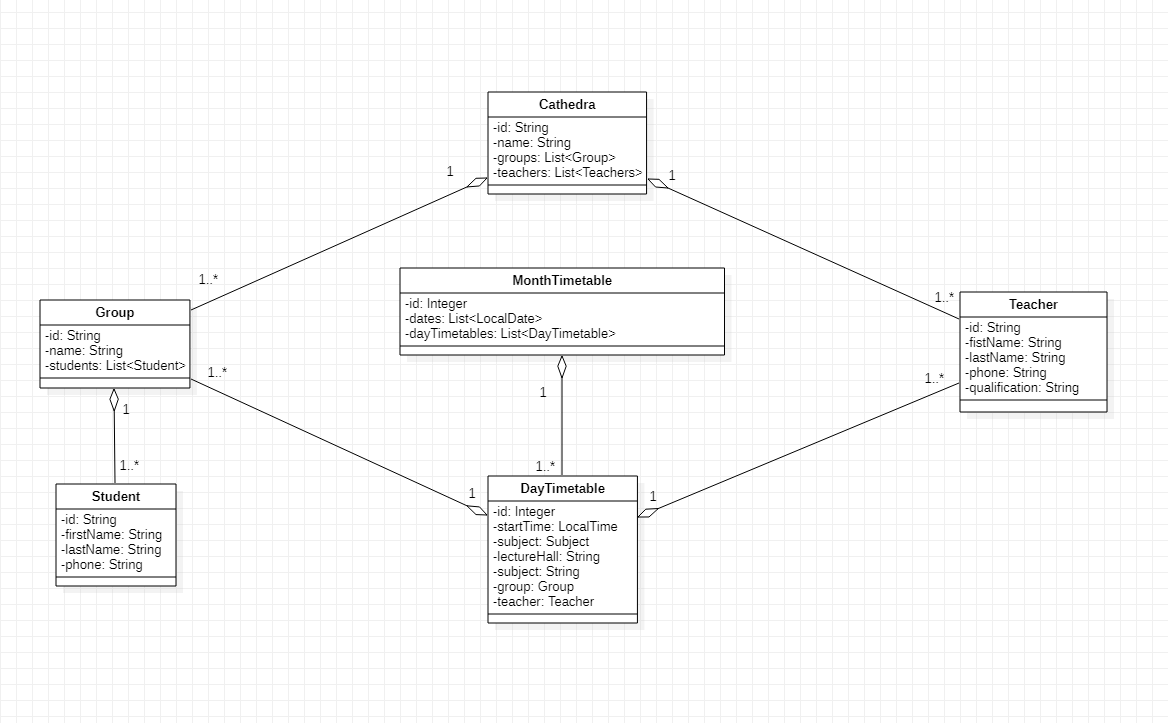 Cathedra
-id: String
-name: String
-groups: List<Group>
-teachers: List<Teachers>
1
1
1..*
1..*
MonthTimetable
-id: Integer
-dates: List<LocalDate>
-dayTimetables: List<DayTimetable>
Group
-id: String
-name: String
-students: List<Student>
Teacher
-id: String
-fistName: String
-lastName: String
-phone: String
-qualification: String
1..*
1..*
1
1
1..*
1..*
1
1
Student
-id: String
-firstName: String
-lastName: String
-phone: String
DayTimetable
-id: Integer
-startTime: LocalTime
-subject: Subject
-lectureHall: String
-subject: String
-group: Group
-teacher: Teacher